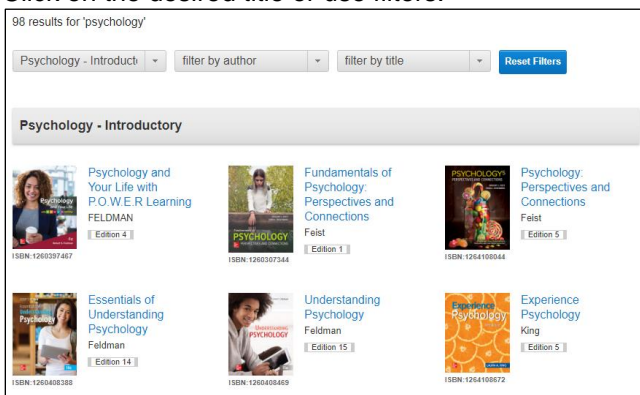 Click on the desired title or use filters.
98 results for 'psychology'
Psychology - Introducto filter by author filter by title Reset Filters
Psychology - Introductory
Psychology and
Your Life with
P.O.W.E.R Learning
FELDMAN
Edition 4
ISBN:1260397467
Fundamentals of
Psychology:
Perspectives and
Connections
Feist
Edition 1
ISBN:1260307344
Psychology:
Perspectives and
Connections
Feist
Edition 5
ISBN:1264108044
Essentials of
Understanding
Psychology
Feldman
Edition 14
ISBN:1260408388
Understanding
Psychology
Feldman
Edition 15
ISBN:1260408469
Experience
Psychology
King
Edition 5
ISBN:1264108672